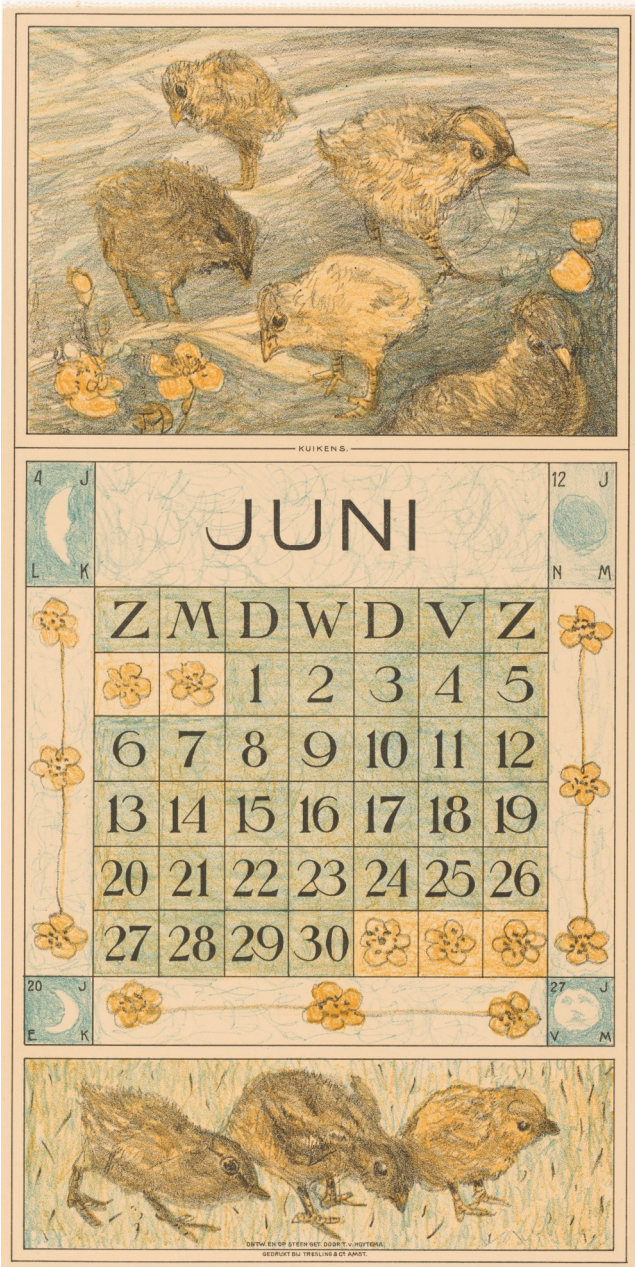 KUIKENS.
4 J
L K
JUNI
12 J
N M
Z M D W D V Z
1 2 3 4 5
6 7 8 9 10 11 12
13 14 15 16 17 18 19
20 21 22 23 24 25 26
27 28 29 30
20 J
E K
27 J
V M
ONTW. EN OP STEEN GET. DOOR T. v. HOYTEMA.
GEDRUKT BIJ TRESLING & Co AMST.